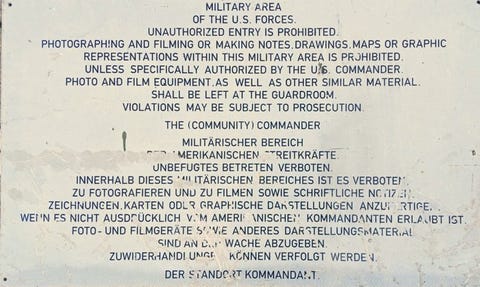 MILITARY AREA
OF THE U.S. FORCES.
UNAUTHORIZED ENTRY IS PROHIBITED.
PHOTOGRAPHING AND FILMING OR MAKING NOTES, DRAWINGS, MAPS OR GRAPHIC
REPRESENTATIONS WITHIN THIS MILITARY AREA IS PROHIBITED.
UNLESS SPECIFICALLY AUTHORIZED BY THE U.S. COMMANDER.
PHOTO AND FILM EQUIPMENT, AS WELL AS OTHER SIMILAR MATERIAL.
SHALL BE LEFT AT THE GUARDROOM.
VIOLATIONS MAY BE SUBJECT TO PROSECUTION.
THE (COMMUNITY) COMMANDER
MILITÄRISCHER BEREICH
DER AMERIKANISCHEN STREITKRÄFTE.
UNBEFUGTES BETRETEN VERBOTEN.
INNERHALB DIESES MILITÄRISCHEN BEREICHES IST ES VERBOTEN,
ZU FOTOGRAFIEREN UND ZU FILMEN SOWIE SCHRIFTLICHE NOTIZEN,
ZEICHNUNGEN, KARTEN ODER GRAPHISCHE DARSTELLUNGEN ANZUFERTIGEN.
WENN ES NICHT AUSDRÜCKLICH VOM AMERIKANISCHEN KOMMANDANTEN ERLAUBT IST.
FOTO- UND FILMGERÄTE SOWIE ANDERES DARSTELLUNGSMATERIAL
SIND AN DER WACHE ABZUGEBEN.
ZUWIDERHANDLUNGEN KÖNNEN VERFOLGT WERDEN.
DER STANDORT KOMMANDANT.